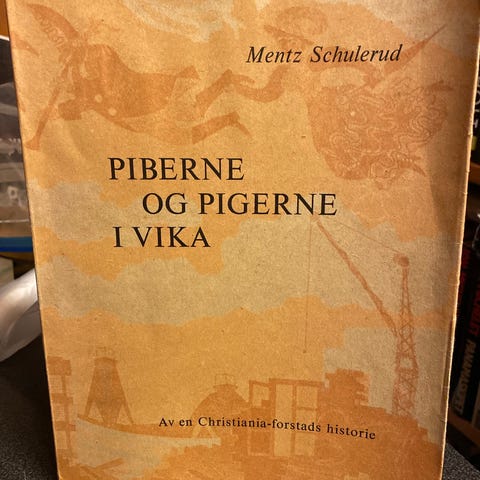 Mentz Schulerud
PIBERNE
OG PIGERNE
I VIKA
Av en Christiania-forstads historie